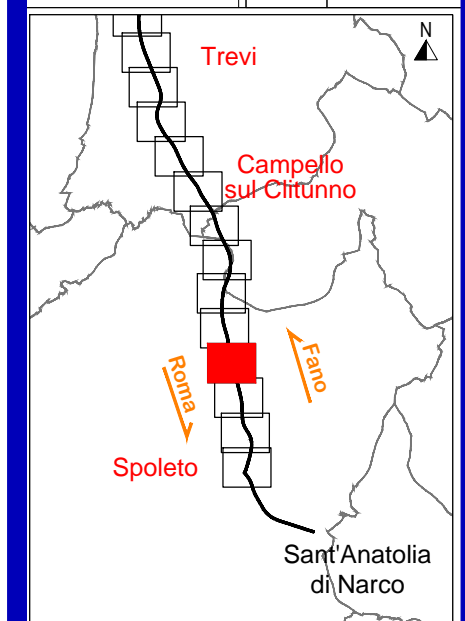 N
Trevi
Campello
sul Clitunno
Fano
Roma
Spoleto
Sant'Anatolia
di Narco